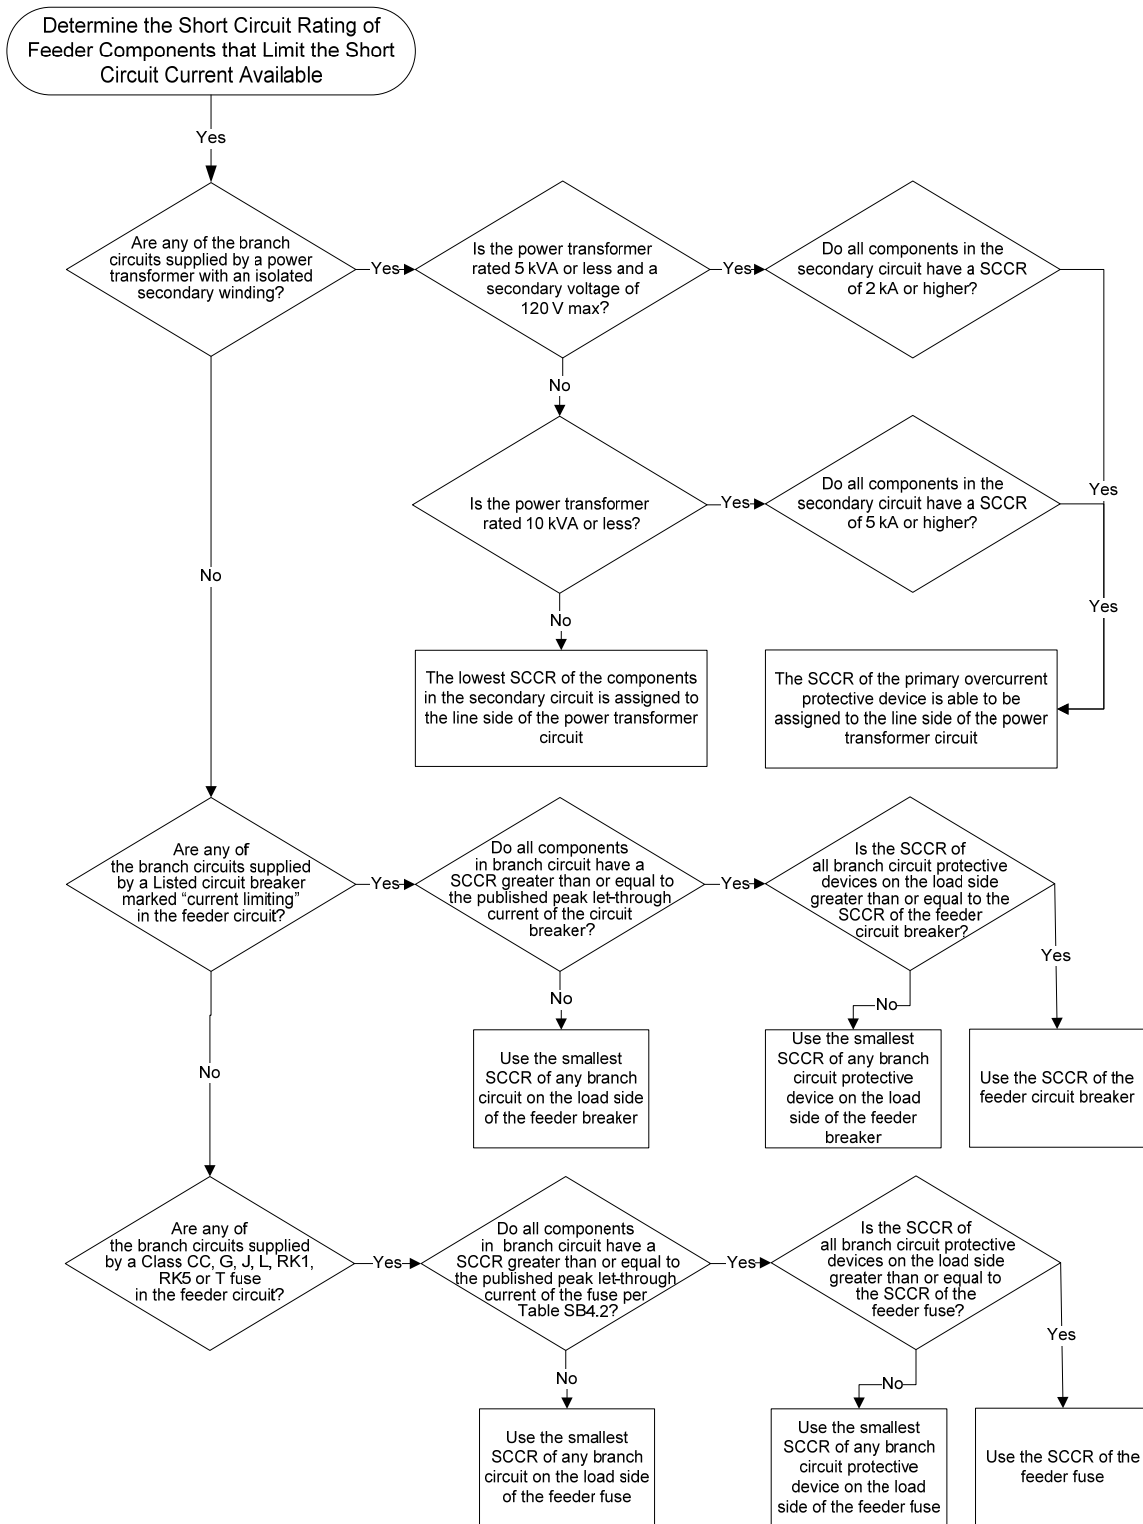 Determine the Short Circuit Rating of
Feeder Components that Limit the Short
Circuit Current Available
Yes
Are any of the branch
circuits supplied by a power
transformer with an isolated
secondary winding?
Yes
Is the power transformer
rated 5 kVA or less and a
secondary voltage of
120 V max?
Yes
Do all components in the
secondary circuit have a SCCR
of 2 kA or higher?
No
Yes
Is the power transformer
rated 10 kVA or less?
Yes
Do all components in the
secondary circuit have a SCCR
of 5 kA or higher?
No
Yes
No
The lowest SCCR of the components
in the secondary circuit is assigned to
the line side of the power transformer
circuit
The SCCR of the primary overcurrent
protective device is able to be
assigned to the line side of the power
transformer circuit
Are any of
the branch circuits supplied
by a Listed circuit breaker
marked “current limiting”
in the feeder circuit?
Yes
Do all components
in branch circuit have a
SCCR greater than or equal to
the published peak let-through
current of the circuit
breaker?
Yes
Is the SCCR of
all branch circuit protective
devices on the load side
greater than or equal to the
SCCR of the feeder
circuit breaker?
Yes
No
No
Use the smallest
SCCR of any branch
circuit on the load side
of the feeder breaker
Use the smallest
SCCR of any branch
circuit protective
device on the load
side of the feeder
breaker
Use the SCCR of the
feeder circuit breaker
No
Are any of
the branch circuits supplied
by a Class CC, G, J, L, RK1,
RK5 or T fuse
in the feeder circuit?
Yes
Do all components
in branch circuit have a
SCCR greater than or equal to
the published peak let-through
current of the fuse per
Table SB4.2?
Yes
Is the SCCR of
all branch circuit protective
devices on the load side
greater than or equal to
the SCCR of the
feeder fuse?
Yes
No
No
Use the smallest
SCCR of any branch
circuit on the load side
of the feeder fuse
Use the smallest
SCCR of any branch
circuit protective
device on the load
side of the feeder fuse
Use the SCCR of the
feeder fuse